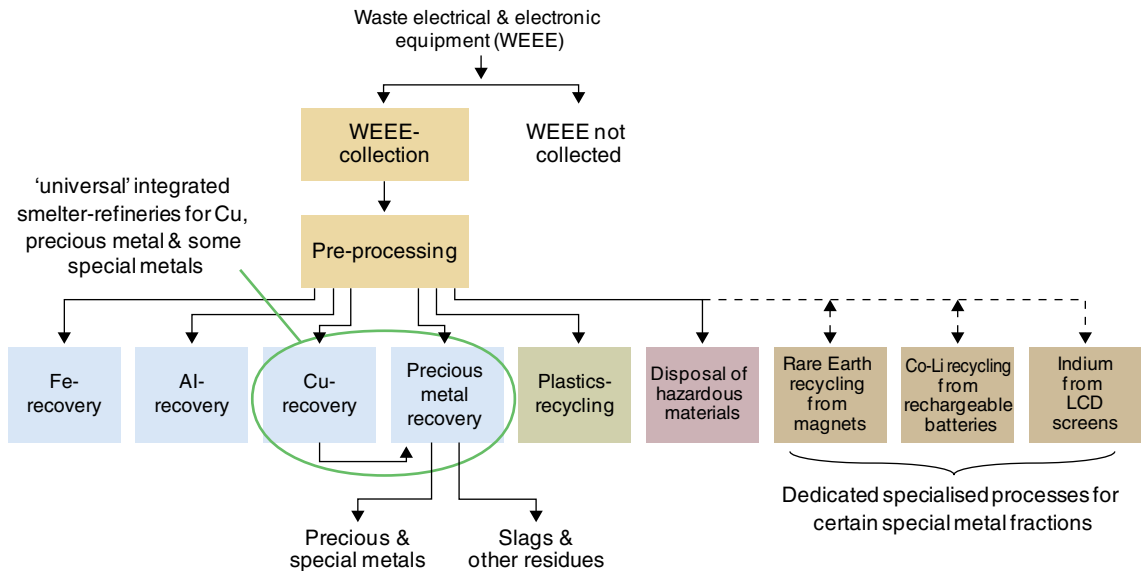 Waste electrical & electronic
equipment (WEEE)
WEEE-
collection
WEEE not
collected
'universal' integrated
smelter-refineries for Cu,
precious metal & some
special metals
Pre-processing
Fe-
recovery
Al-
recovery
Cu-
recovery
Precious
metal
recovery
Plastics-
recycling
Disposal of
hazardous
materials
Rare Earth
recycling
from
magnets
Co-Li recycling
from
rechargeable
batteries
Indium
from
LCD
screens
Precious &
special metals
Slags &
other residues
Dedicated specialised processes for
certain special metal fractions